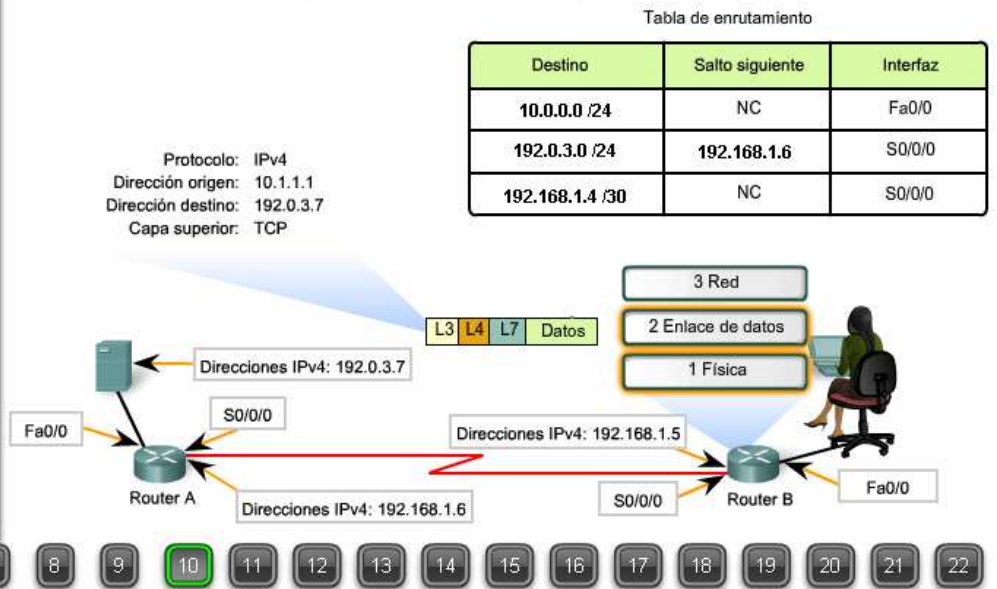 Tabla de enrutamiento
Destino Salto siguiente Interfaz
10.0.0.0 /24 NC Fa0/0
192.0.3.0 /24 192.168.1.6 S0/0/0
192.168.1.4 /30 NC S0/0/0
Protocolo: IPv4
Dirección origen: 10.1.1.1
Dirección destino: 192.0.3.7
Capa superior: TCP
3 Red
2 Enlace de datos
1 Física
L3 L4 L7 Datos
Direcciones IPv4: 192.0.3.7
Fa0/0
S0/0/0
Direcciones IPv4: 192.168.1.5
Router A
Direcciones IPv4: 192.168.1.6
S0/0/0
Router B
Fa0/0
8 9 10 11 12 13 14 15 16 17 18 19 20 21 22